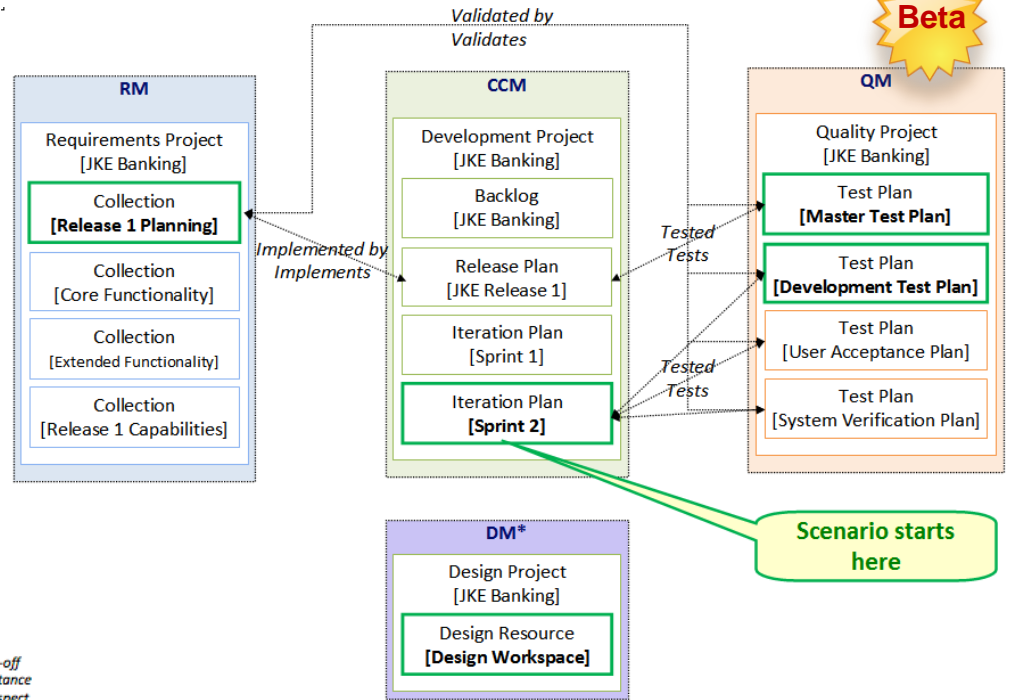 Validated by
Validates
Beta
RM
Requirements Project
[JKE Banking]
Collection
[Release 1 Planning]
Collection
[Core Functionality]
Collection
[Extended Functionality]
Collection
[Release 1 Capabilities]
Implemented by
Implements
CCM
Development Project
[JKE Banking]
Backlog
[JKE Banking]
Release Plan
[JKE Release 1]
Iteration Plan
[Sprint 1]
Iteration Plan
[Sprint 2]
Tested
Tests
Tested
Tests
QM
Quality Project
[JKE Banking]
Test Plan
[Master Test Plan]
Test Plan
[Development Test Plan]
Test Plan
[User Acceptance Plan]
Test Plan
[System Verification Plan]
Scenario starts
here
DM*
Design Project
[JKE Banking]
Design Resource
[Design Workspace]
-off
tance
spect